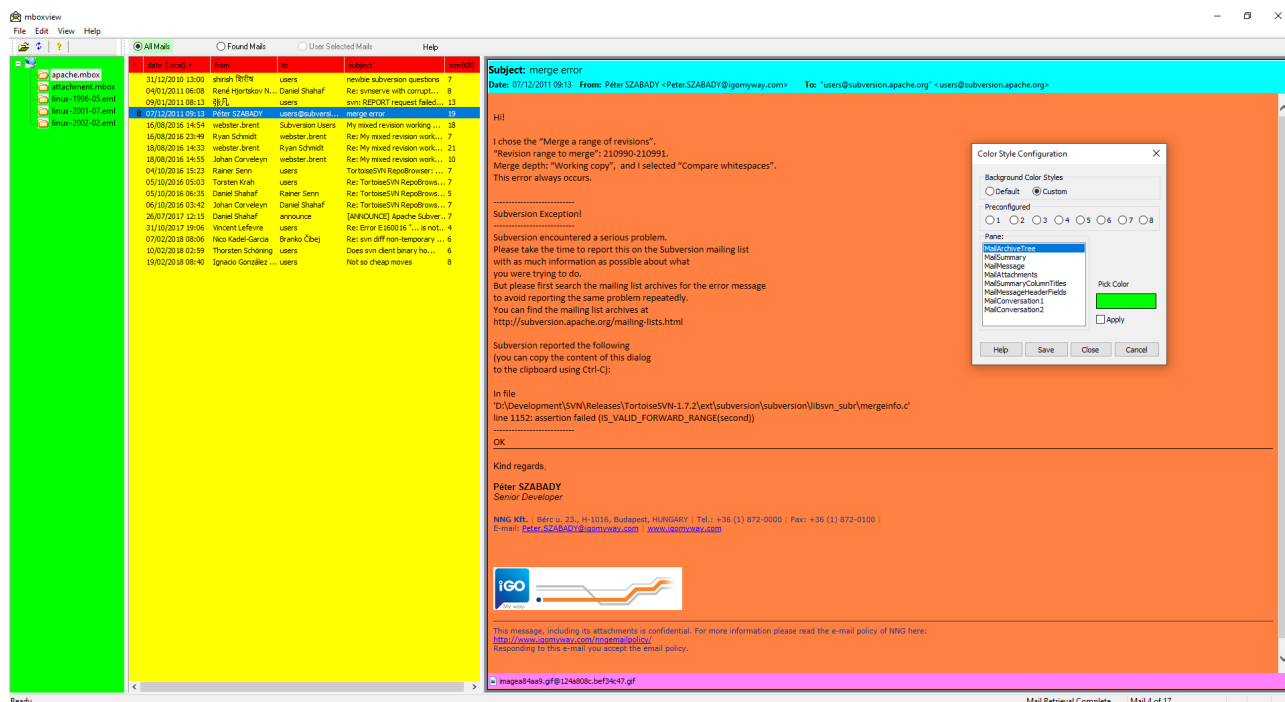 mboxview
File Edit View Help
All Mails Found Mails User Selected Mails Help
apache.mbox
attachment.mbox
linux-1996-05.eml
linux-2001-07.eml
linux-2002-02.eml
! date (Local) from to subject size(KB)
31/12/2010 13:00 shirish शिरीष users newbie subversion questions 7
04/01/2011 06:08 René Hjortskov N... Daniel Shahaf Re: svnserve with corrupt... 8
09/01/2011 08:13 张凡 users svn: REPORT request failed... 13
07/12/2011 09:13 Péter SZABADY users@subversi... merge error 19
16/08/2016 14:54 webster.brent Subversion Users My mixed revision working ... 18
16/08/2016 23:49 Ryan Schmidt webster.brent Re: My mixed revision work... 7
18/08/2016 14:33 webster.brent Ryan Schmidt Re: My mixed revision work... 21
18/08/2016 14:55 Johan Corveleyn webster.brent Re: My mixed revision work... 10
04/10/2016 15:23 Rainer Senn users TortoiseSVN RepoBrowser: ... 7
05/10/2016 05:03 Torsten Krah users Re: TortoiseSVN RepoBrows... 7
05/10/2016 06:35 Daniel Shahaf Rainer Senn Re: TortoiseSVN RepoBrows... 5
06/10/2016 03:42 Johan Corveleyn Daniel Shahaf Re: TortoiseSVN RepoBrows... 7
26/07/2017 12:15 Daniel Shahaf announce [ANNOUNCE] Apache Subver... 7
31/10/2017 19:06 Vincent Lefevre users Re: Error E160016 "... is not... 4
07/02/2018 08:06 Nico Kadel-Garcia Branko Čibej Re: svn diff non-temporary ... 6
10/02/2018 02:59 Thorsten Schöning users Does svn client binary ho... 6
19/02/2018 08:40 Ignacio González ... users Not so cheap moves 8
Subject: merge error
Date: 07/12/2011 09:13 From: Péter SZABADY <Peter.SZABADY@igomyway.com> To: "users@subversion.apache.org" <users@subversion.apache.org>
Hi!
I chose the “Merge a range of revisions”.
“Revision range to merge”: 210990-210991.
Merge depth: “Working copy”, and I selected “Compare whitespaces”.
This error always occurs.
---------------------------
Subversion Exception!
---------------------------
Subversion encountered a serious problem.
Please take the time to report this on the Subversion mailing list
with as much information as possible about what
you were trying to do.
But please first search the mailing list archives for the error message
to avoid reporting the same problem repeatedly.
You can find the mailing list archives at
http://subversion.apache.org/mailing-lists.html
Subversion reported the following
(you can copy the content of this dialog
to the clipboard using Ctrl-C):
In file
'D:\Development\SVN\Releases\TortoiseSVN-1.7.2\ext\subversion\subversion\libsvn_subr\mergeinfo.c'
line 1152: assertion failed (IS_VALID_FORWARD_RANGE(second))
---------------------------
OK
Kind regards,
Péter SZABADY
Senior Developer
NNG Kft. | Bérc u. 23., H-1016, Budapest, HUNGARY | Tel.: +36 (1) 872-0000 | Fax: +36 (1) 872-0100 |
E-mail: Peter.SZABADY@igomyway.com | www.igomyway.com
iGO
My way.
This message, including its attachments is confidential. For more information please read the e-mail policy of NNG here:
http://www.igomyway.com/nngemailpolicy/
Responding to this e-mail you accept the email policy.
imagea84aa9.gif@124a808c.bef34c47.gif
Color Style Configuration
Background Color Styles
Default Custom
Preconfigured
1 2 3 4 5 6 7 8
Pane:
MailArchiveTree
MailSummary
MailMessage
MailAttachments
MailSummaryColumnTitles
MailMessageHeaderFields
MailConversation1
MailConversation2
Pick Color
Apply
Help Save Close Cancel
Ready
Mail Retrieval Complete Mail 4 of 17